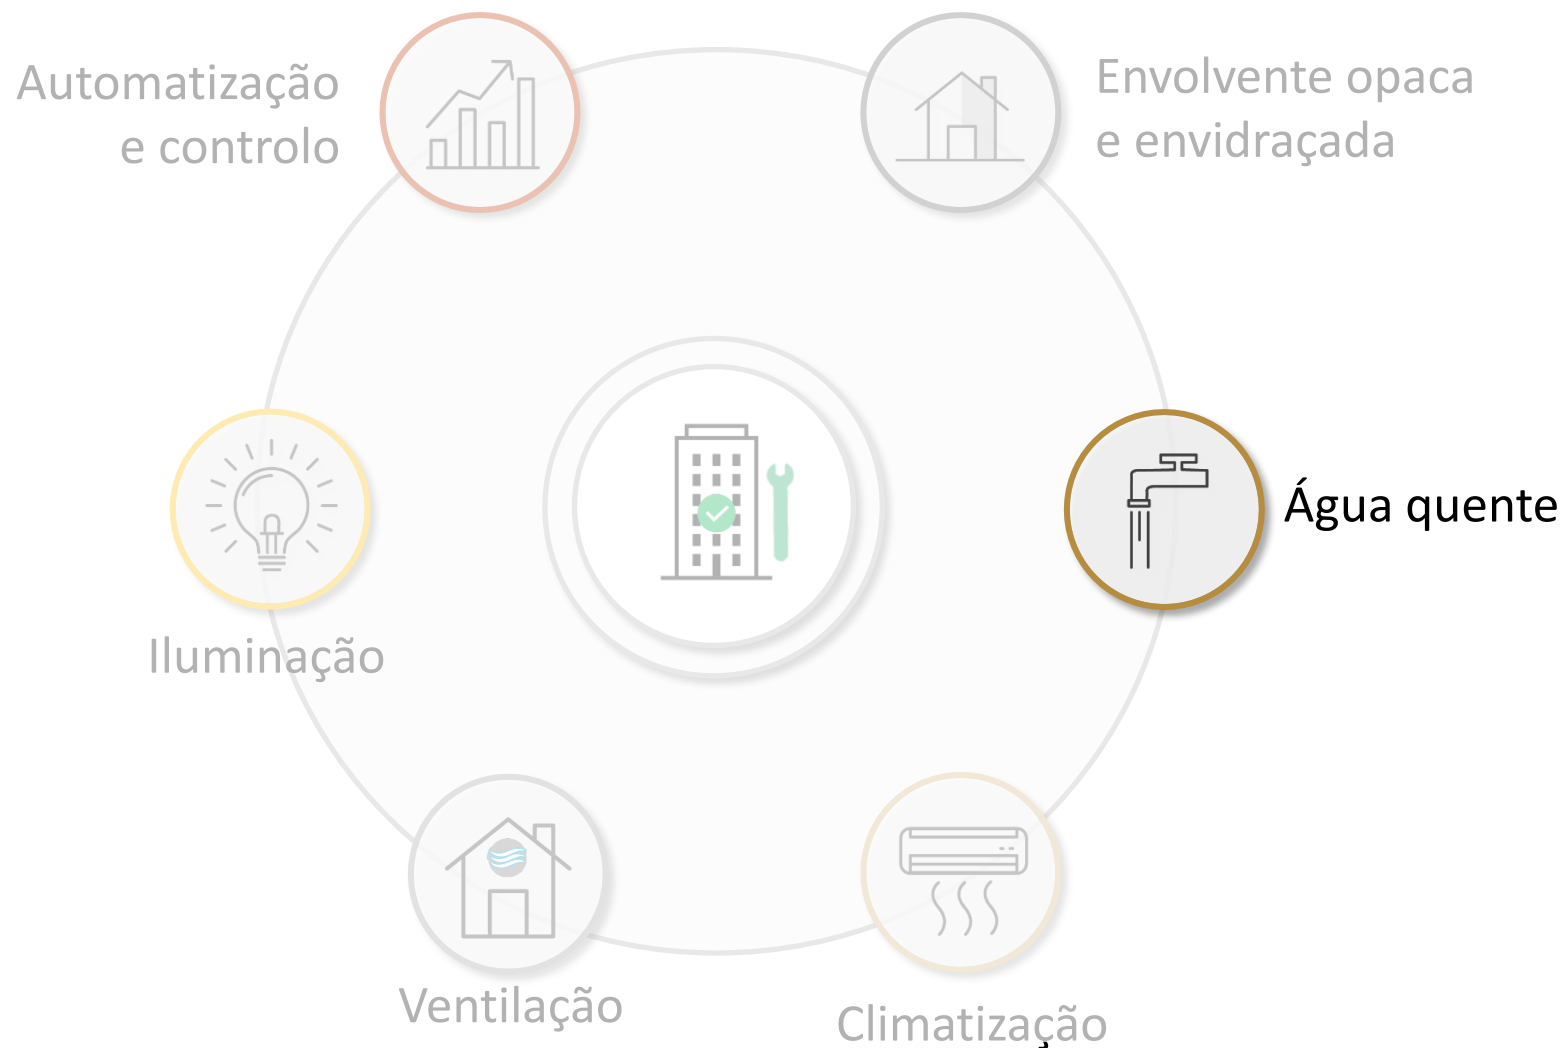 Automatização
e controlo
Envolvente opaca
e envidraçada
Água quente
Iluminação
Ventilação
Climatização